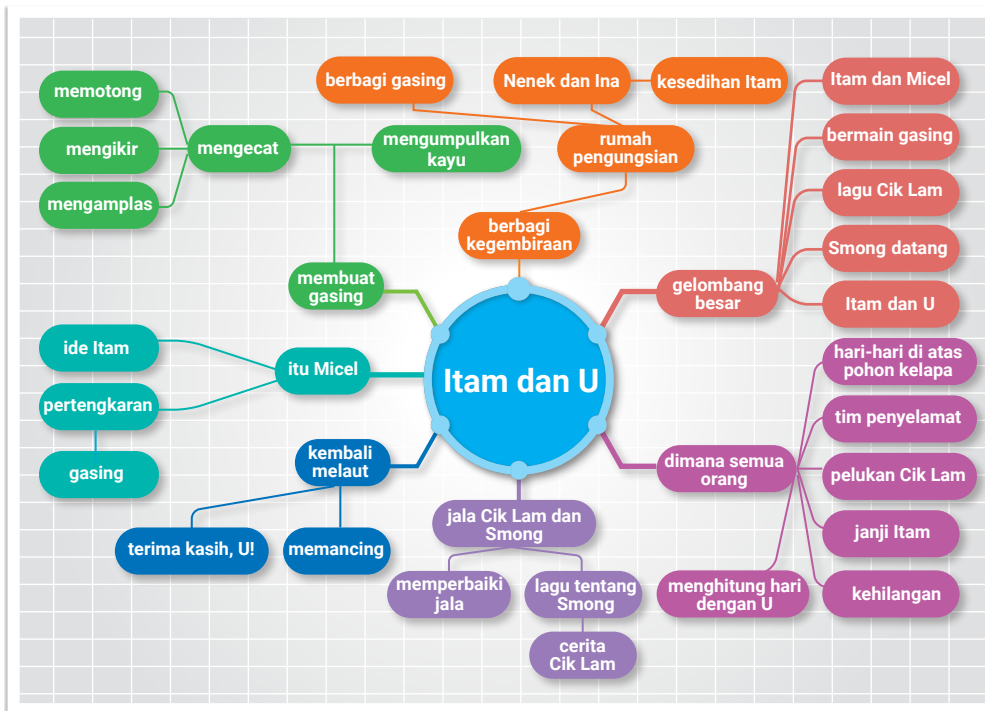 Itam dan U
berbagi
kegembiraan
rumah
pengungsian
berbagi gasing
Nenek dan Ina
kesedihan Itam
gelombang
besar
Itam dan Micel
bermain gasing
lagu Cik Lam
Smong datang
Itam dan U
dimana semua
orang
hari-hari di atas
pohon kelapa
tim penyelamat
pelukan Cik Lam
janji Itam
kehilangan
menghitung hari
dengan U
jala Cik Lam dan
Smong
memperbaiki
jala
lagu tentang
Smong
cerita
Cik Lam
kembali
melaut
terima kasih, U!
memancing
itu Micel
ide Itam
pertengkaran
gasing
membuat
gasing
mengumpulkan
kayu
mengecat
memotong
mengikir
mengamplas